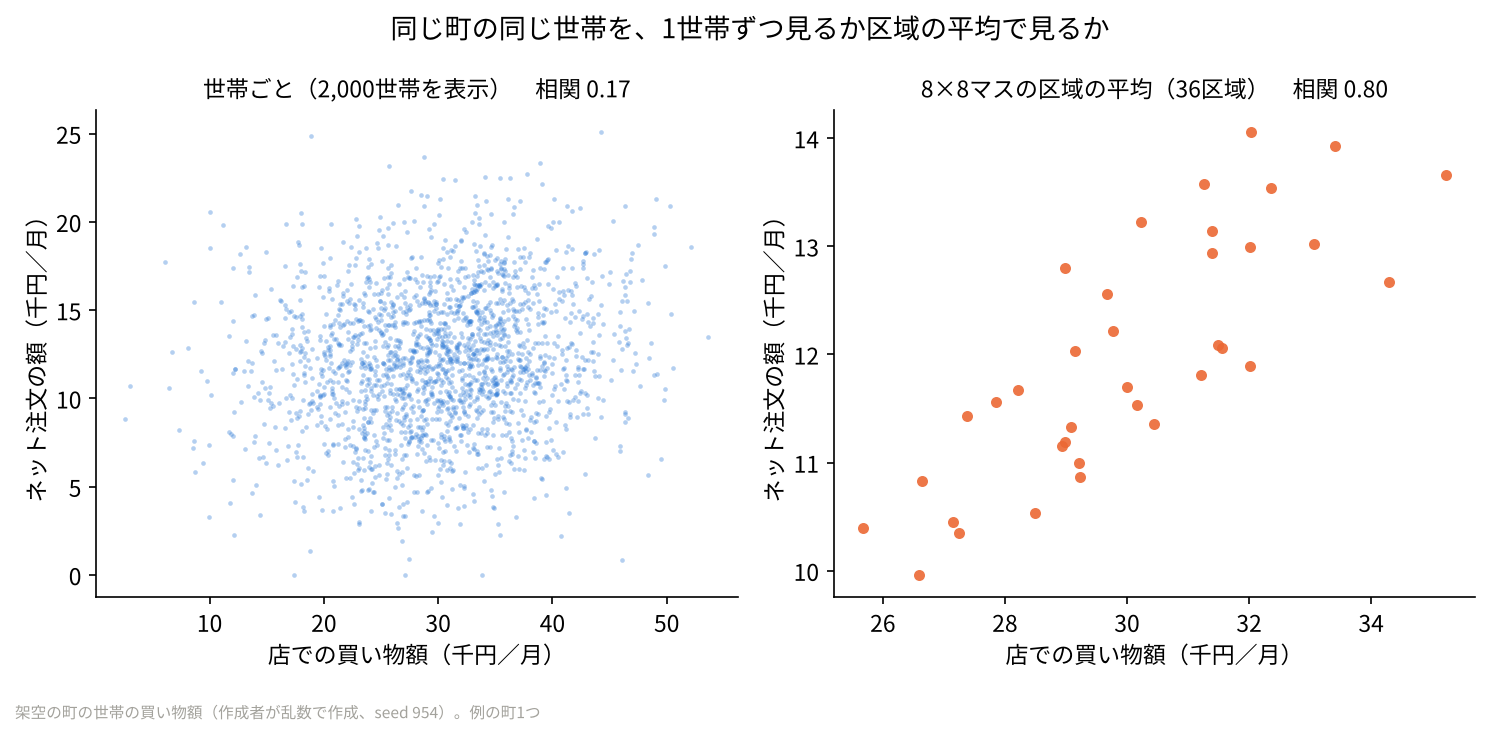 同じ町の同じ世帯を、1世帯ずつ見るか区域の平均で見るか
世帯ごと（2,000世帯を表示） 相関 0.17
ネット注文の額（千円／月）
25
20
15
10
5
0
10 20 30 40 50
店での買い物額（千円／月）
8×8マスの区域の平均（36区域） 相関 0.80
ネット注文の額（千円／月）
14
13
12
11
10
26 28 30 32 34
店での買い物額（千円／月）
架空の町の世帯の買い物額（作成者が乱数で作成、seed 954）。例の町1つ